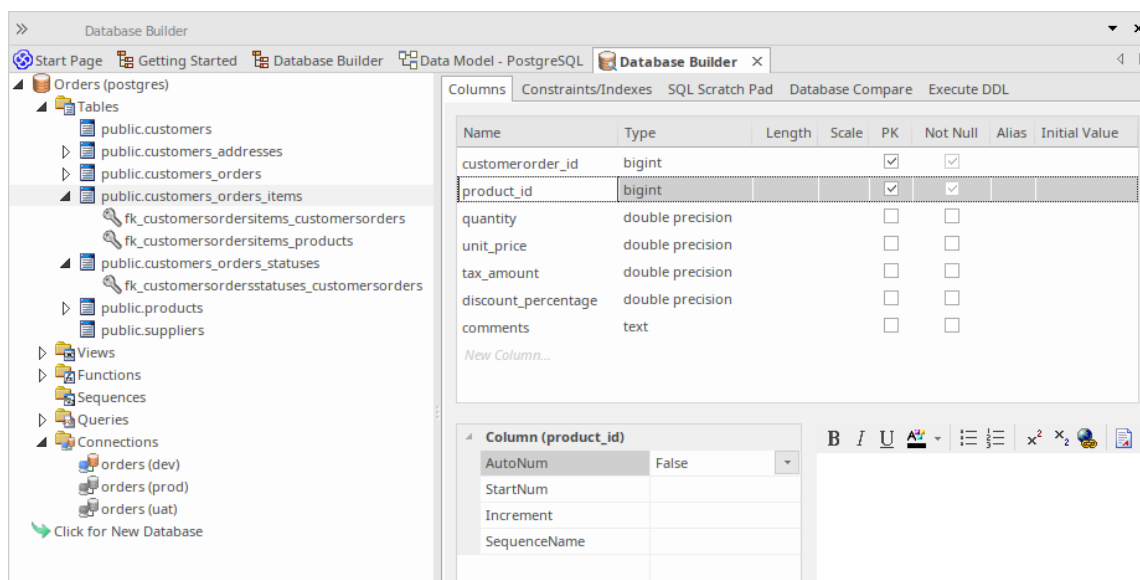 Database Builder
Start Page Getting Started Database Builder Data Model - PostgreSQL Database Builder
Orders (postgres)
Tables
public.customers
public.customers_addresses
public.customers_orders
public.customers_orders_items
fk_customersordersitems_customersorders
fk_customersordersitems_products
public.customers_orders_statuses
fk_customersordersstatuses_customersorders
public.products
public.suppliers
Views
Functions
Sequences
Queries
Connections
orders (dev)
orders (prod)
orders (uat)
Click for New Database
Columns Constraints/Indexes SQL Scratch Pad Database Compare Execute DDL
Name Type Length Scale PK Not Null Alias Initial Value
customerorder_id bigint
product_id bigint
quantity double precision
unit_price double precision
tax_amount double precision
discount_percentage double precision
comments text
New Column...
Column (product_id)
AutoNum False
StartNum
Increment
SequenceName
B I U